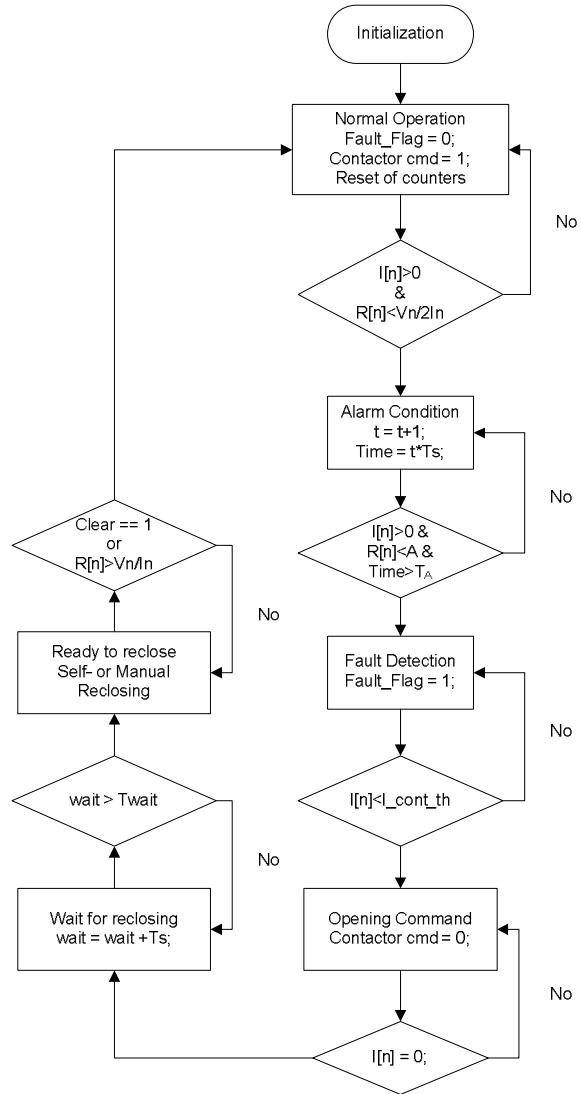 Initialization
Normal Operation
Fault_Flag = 0;
Contactor cmd = 1;
Reset of counters
No
I[n]>0
&
R[n]<Vn/2In
Alarm Condition
t = t+1;
Time = t*Ts;
No
I[n]>0 &
R[n]<A &
Time>TA
Fault Detection
Fault_Flag = 1;
No
I[n]<I_cont_th
Opening Command
Contactor cmd = 0;
No
I[n] = 0;
Wait for reclosing
wait = wait +Ts;
No
wait > Twait
Ready to reclose
Self- or Manual
Reclosing
No
Clear == 1
or
R[n]>Vn/In